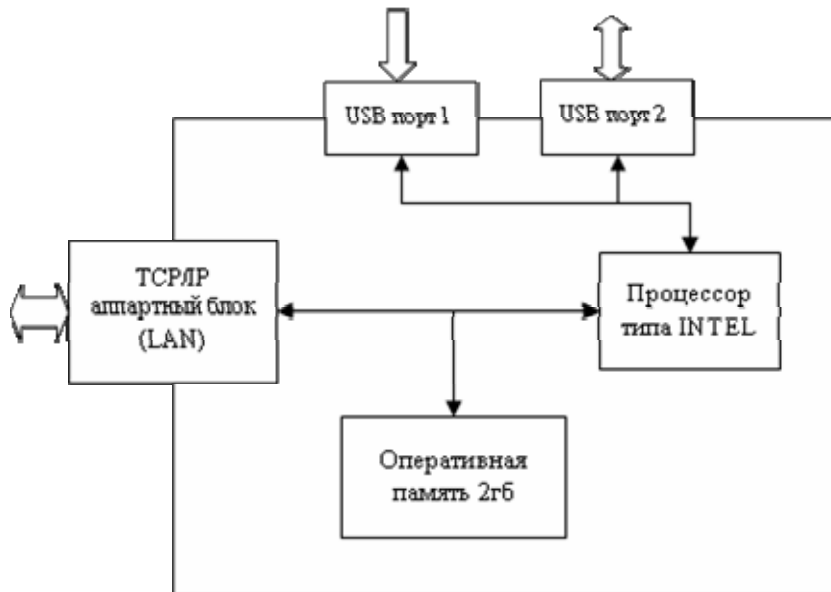 USB порт 1
USB порт 2
TCP/IP
аппартный блок
(LAN)
Процессор
типа INTEL
Оперативная
память 2гб